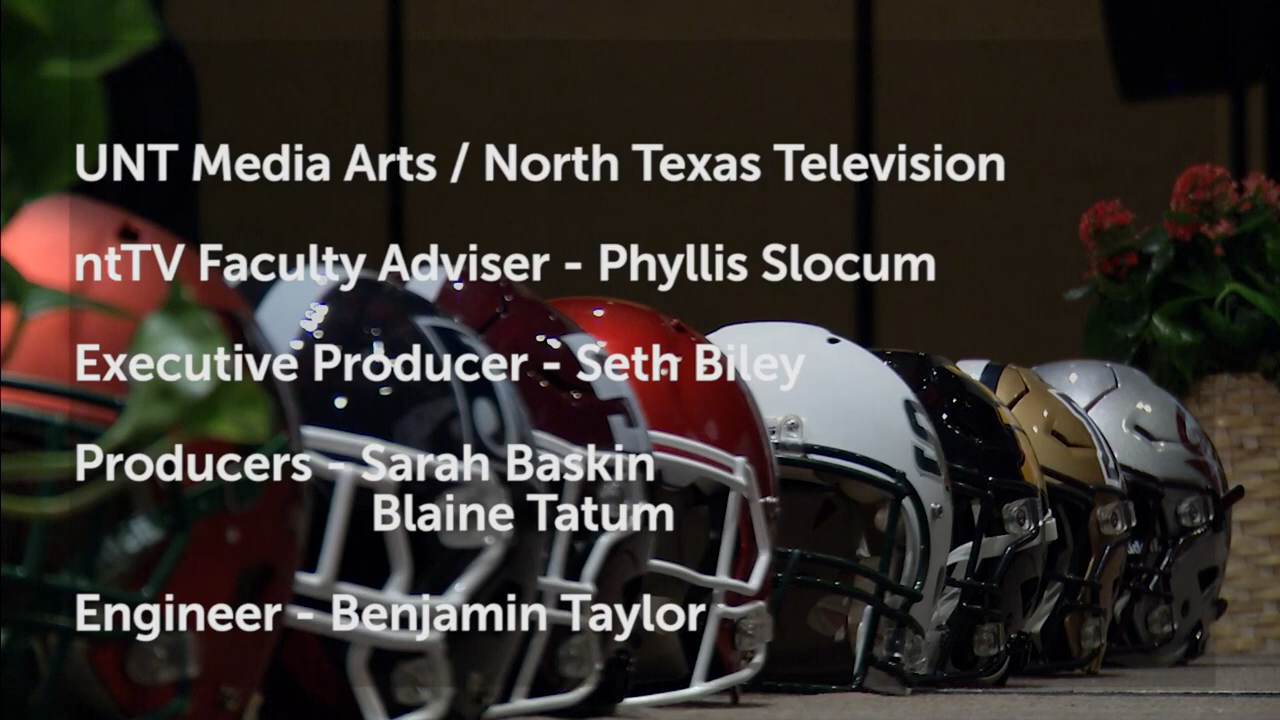 UNT Media Arts / North Texas Television
ntTV Faculty Adviser - Phyllis Slocum
Executive Producer - Seth Biley
Producers - Sarah Baskin
Blaine Tatum
Engineer - Benjamin Taylor